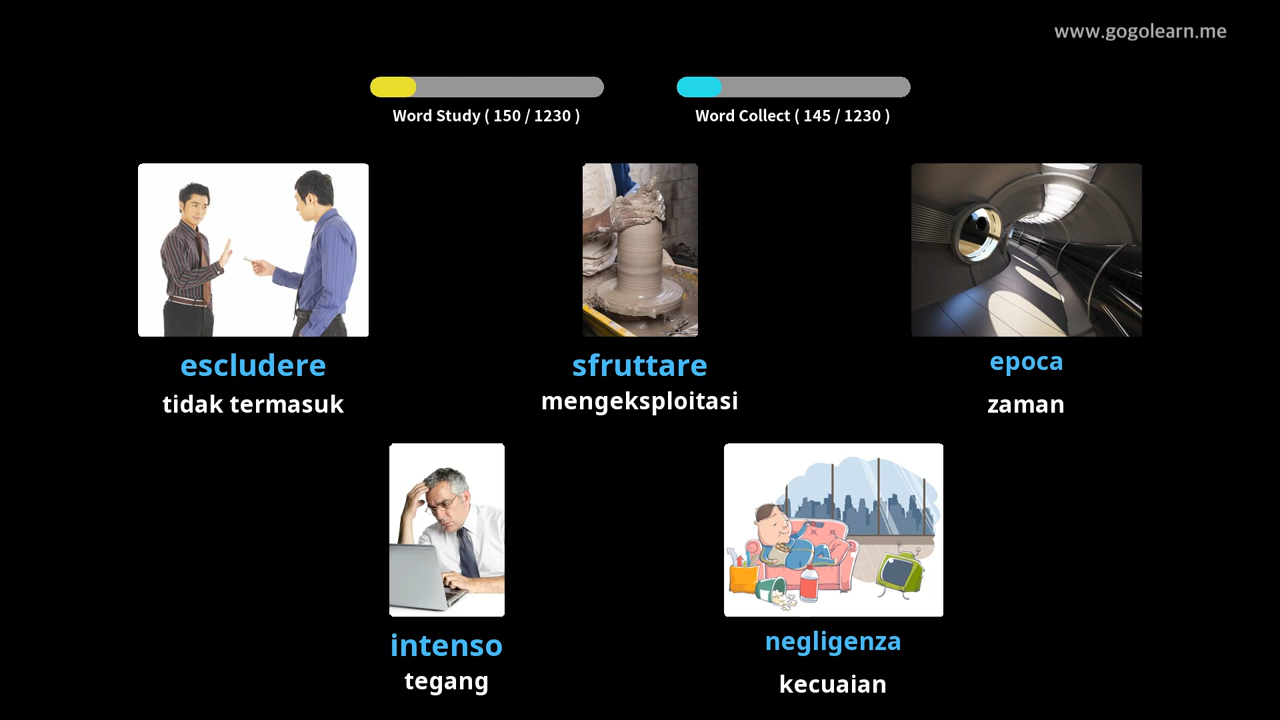 www.gogolearn.me
Word Study ( 150 / 1230 )
Word Collect ( 145 / 1230 )
escludere
tidak termasuk
sfruttare
mengeksploitasi
epoca
zaman
intenso
tegang
negligenza
kecuaian